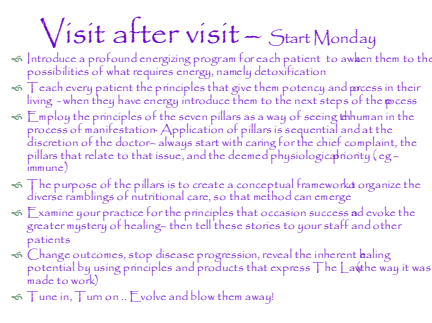 Visit after visit – Start Monday
Introduce a profound energizing program for each patient to awaken them to the
possibilities of what requires energy, namely detoxification
Teach every patient the principles that give them potency and process in their
living - when they have energy introduce them to the next steps of the process
Employ the principles of the seven pillars as a way of seeing the human in the
process of manifestation- Application of pillars is sequential and at the
discretion of the doctor– always start with caring for the chief complaint, the
pillars that relate to that issue, and the deemed physiological priority (eg –
immune)
The purpose of the pillars is to create a conceptual framework to organize the
diverse ramblings of nutritional care, so that method can emerge
Examine your practice for the principles that occasion success and evoke the
greater mystery of healing– then tell these stories to your staff and other
patients
Change outcomes, stop disease progression, reveal the inherent healing
potential by using principles and products that express The Law (the way it was
made to work)
Tune in, Turn on .. Evolve and blow them away!